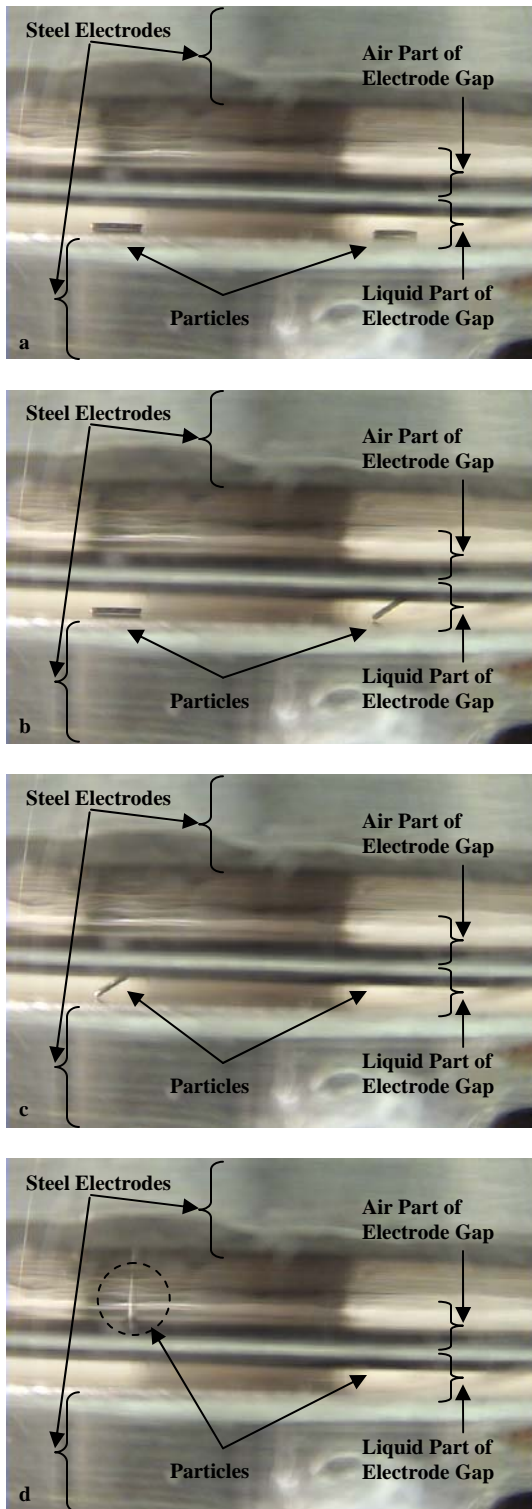 Steel Electrodes
Air Part of
Electrode Gap
Particles
Liquid Part of
Electrode Gap
a
Steel Electrodes
Air Part of
Electrode Gap
Particles
Liquid Part of
Electrode Gap
b
Steel Electrodes
Air Part of
Electrode Gap
Particles
Liquid Part of
Electrode Gap
c
Steel Electrodes
Air Part of
Electrode Gap
Particles
Liquid Part of
Electrode Gap
d